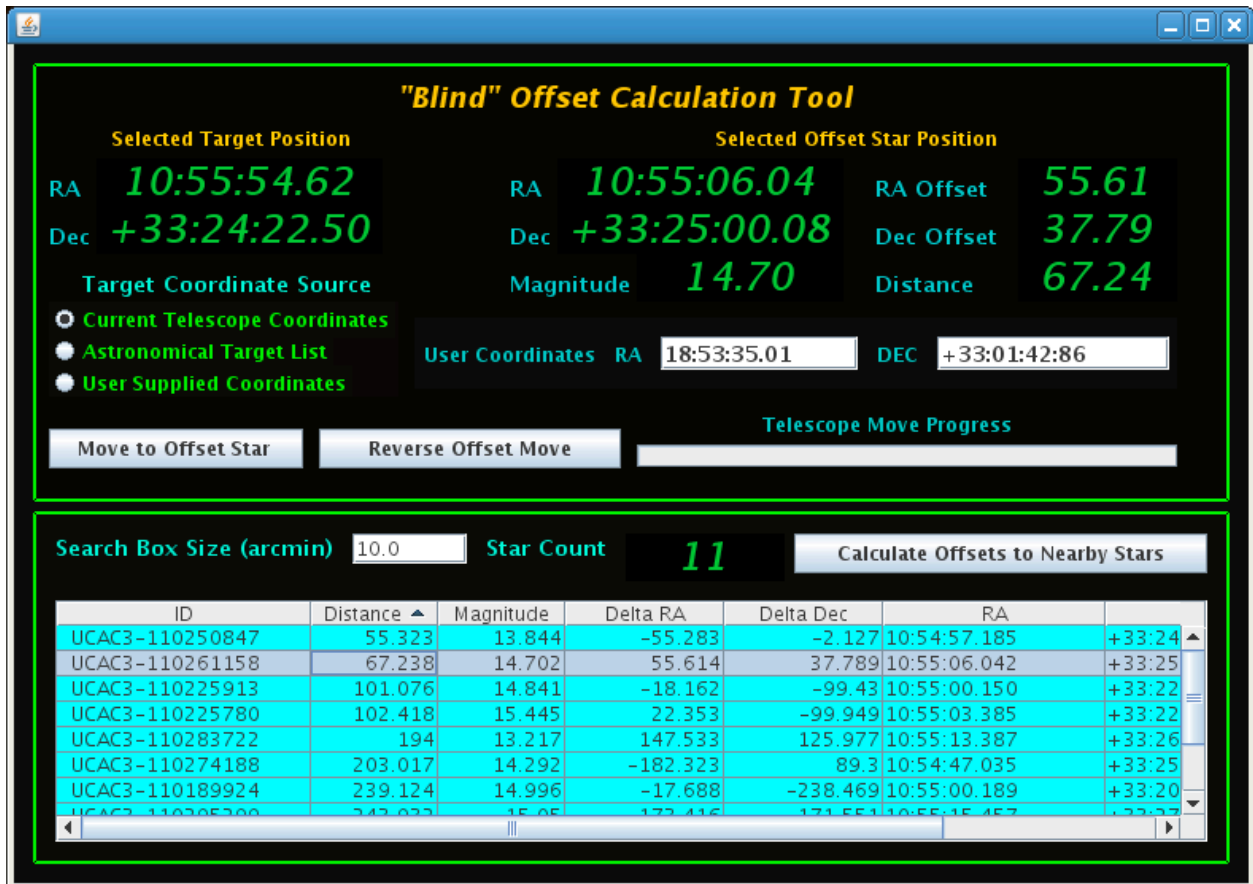 "Blind" Offset Calculation Tool
Selected Target Position Selected Offset Star Position
RA 10:55:54.62 RA 10:55:06.04 RA Offset 55.61
Dec +33:24:22.50 Dec +33:25:00.08 Dec Offset 37.79
Target Coordinate Source Magnitude 14.70 Distance 67.24
Current Telescope Coordinates
Astronomical Target List User Coordinates RA 18:53:35.01 DEC +33:01:42:86
User Supplied Coordinates
Telescope Move Progress
Move to Offset Star Reverse Offset Move
Search Box Size (arcmin) 10.0 Star Count 11 Calculate Offsets to Nearby Stars
ID Distance Magnitude Delta RA Delta Dec RA
UCAC3-110250847 55.323 13.844 -55.283 -2.127 10:54:57.185 +33:24
UCAC3-110261158 67.238 14.702 55.614 37.789 10:55:06.042 +33:25
UCAC3-110225913 101.076 14.841 -18.162 -99.43 10:55:00.150 +33:22
UCAC3-110225780 102.418 15.445 22.353 -99.949 10:55:03.385 +33:22
UCAC3-110283722 194 13.217 147.533 125.977 10:55:13.387 +33:26
UCAC3-110274188 203.017 14.292 -182.323 89.3 10:54:47.035 +33:25
UCAC3-110189924 239.124 14.996 -17.688 -238.469 10:55:00.189 +33:20